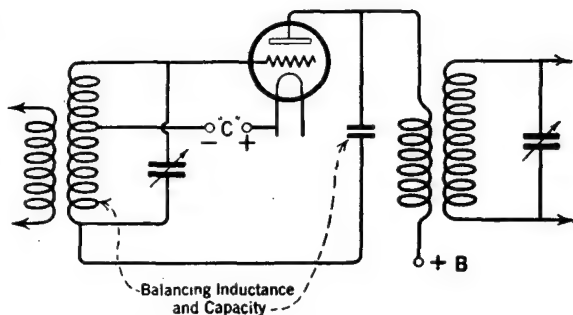 "C"
− +
+ B
Balancing Inductance
and Capacity